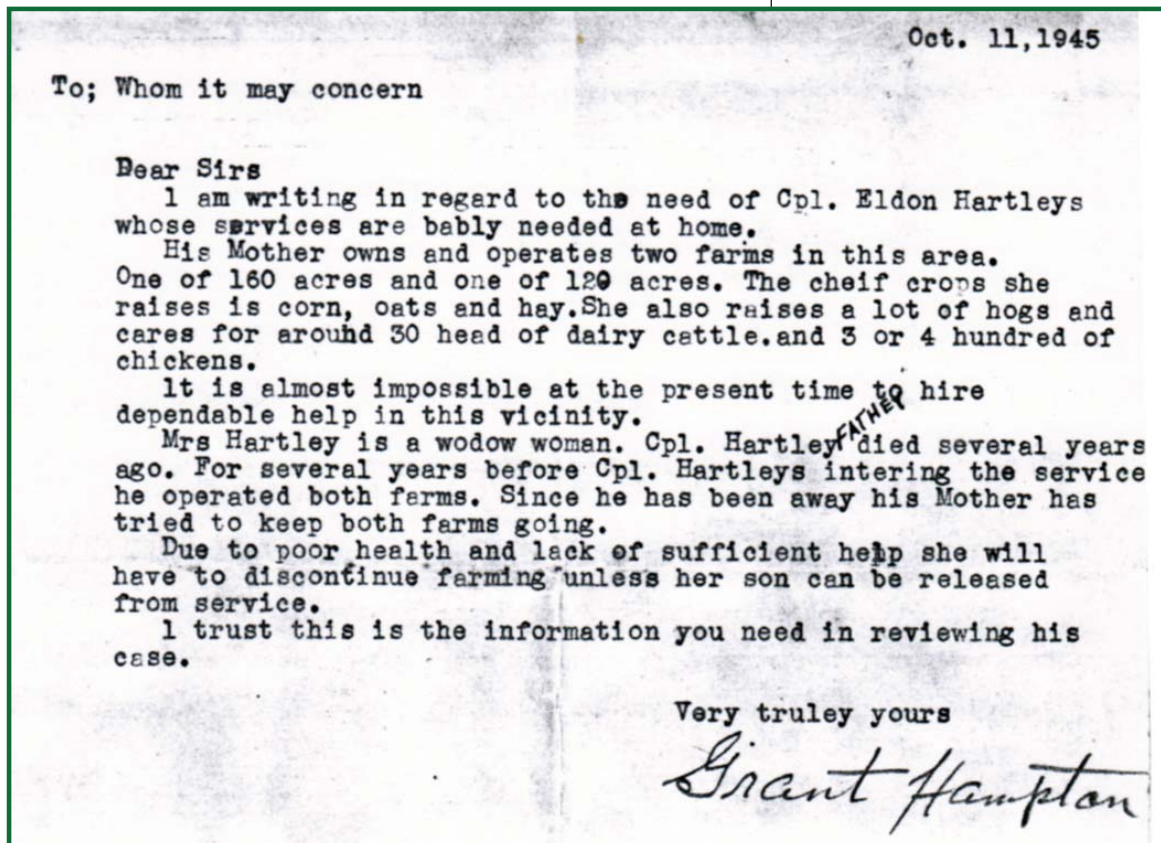 Oct. 11,1945
To; Whom it may concern
Dear Sirs
I am writing in regard to the need of Cpl. Eldon Hartleys
whose services are bably needed at home.
His Mother owns and operates two farms in this area.
One of 160 acres and one of 120 acres. The cheif crops she
raises is corn, oats and hay.She also raises a lot of hogs and
cares for around 30 head of dairy cattle.and 3 or 4 hundred of
chickens.
It is almost impossible at the present time to hire
dependable help in this vicinity.
Mrs Hartley is a wodow woman. Cpl. Hartley FATHER died several years
ago. For several years before Cpl. Hartleys intering the service
he operated both farms. Since he has been away his Mother has
tried to keep both farms going.
Due to poor health and lack of sufficient help she will
have to discontinue farming unless her son can be released
from service.
I trust this is the information you need in reviewing his
case.
Very truley yours
Grant Hampton